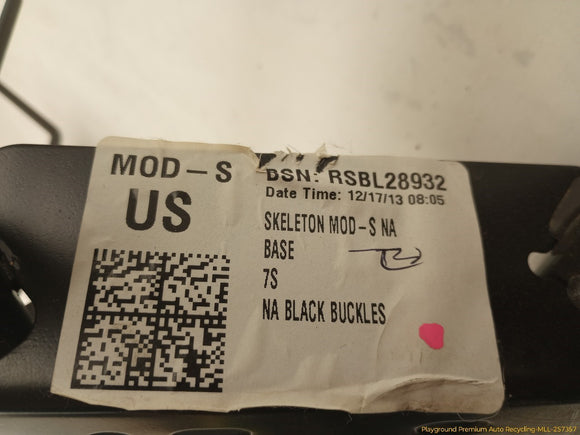 MOD-S
US
BSN: RSBL28932
Date Time: 12/17/13 08:05
SKELETON MOD-S NA
BASE
7S
NA BLACK BUCKLES
Playground Premium Auto Recycling-MLL-257357